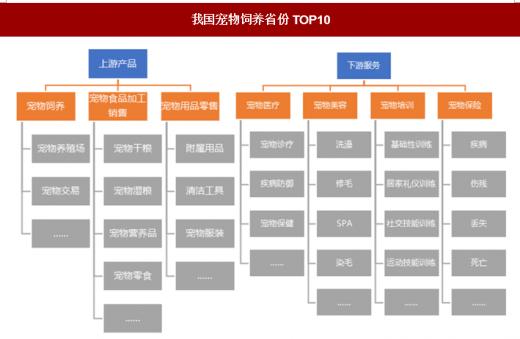 我国宠物饲养省份 TOP10
上游产品
宠物饲养
宠物养殖场
宠物交易
……
宠物食品加工
销售
宠物干粮
宠物湿粮
宠物营养品
宠物零食
……
宠物用品零售
附属用品
清洁工具
宠物服装
……
下游服务
宠物医疗
宠物诊疗
疾病防御
宠物保健
……
宠物美容
洗澡
修毛
SPA
染毛
……
宠物培训
基础性训练
居家礼仪训练
社交技能训练
运动技能训练
……
宠物保险
疾病
伤残
丢失
死亡
……